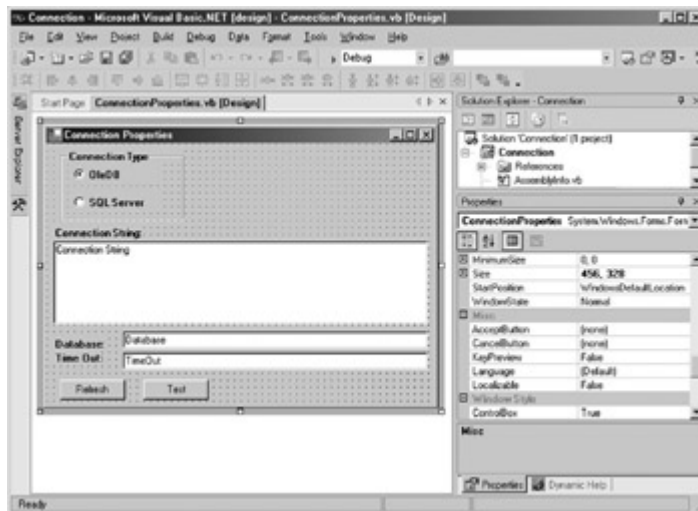 Connection - Microsoft Visual Basic.NET [design] - ConnectionProperties.vb [Design]
File Edit View Project Build Debug Data Format Tools Window Help
Debug
Start Page ConnectionProperties.vb [Design]
Server Explorer
Connection Properties
Connection Type
OleDB
SQL Server
Connection String:
Connection String
Database: Database
Time Out: TimeOut
Refresh Test
Solution Explorer - Connection
Solution 'Connection' (1 project)
Connection
References
AssemblyInfo.vb
Properties
ConnectionProperties System.Windows.Forms.Form
MinimumSize 0, 0
Size 456, 328
StartPosition WindowsDefaultLocation
WindowState Normal
Misc
AcceptButton (none)
CancelButton (none)
KeyPreview False
Language (Default)
Localizable False
Window Style
ControlBox True
Misc
Properties Dynamic Help
Ready